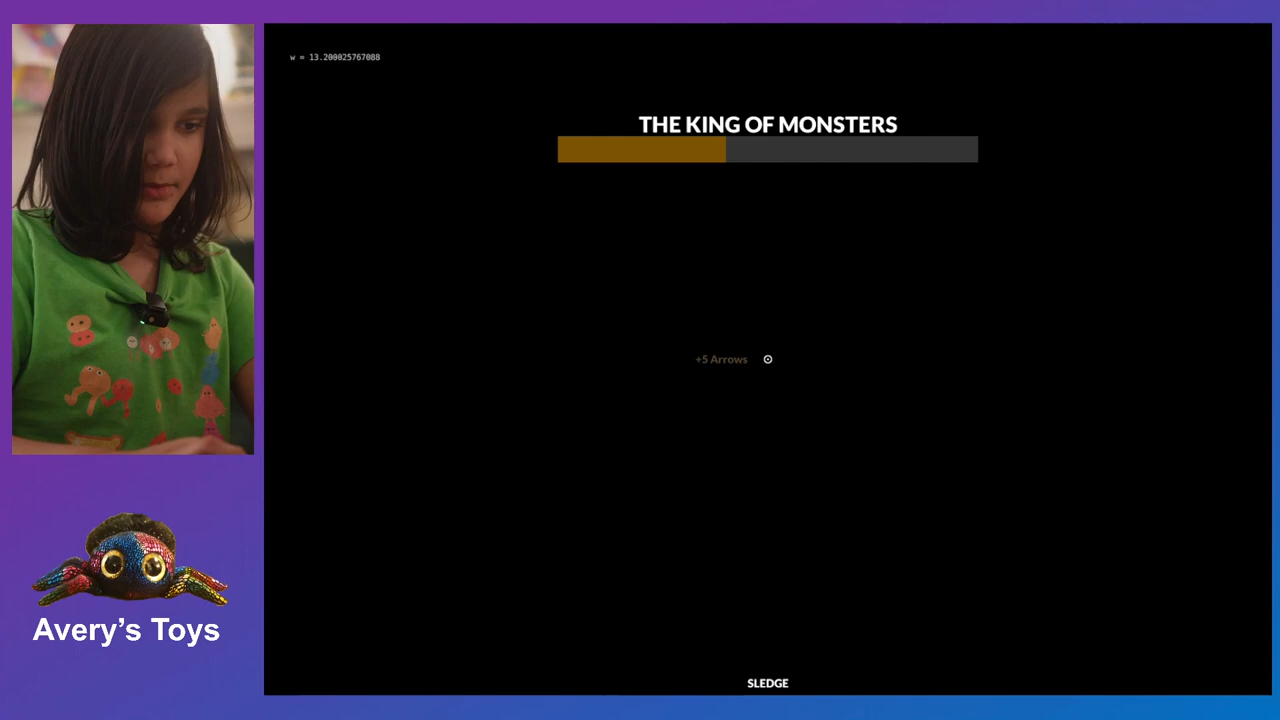 w = 13.200025767088
THE KING OF MONSTERS
+5 Arrows
SLEDGE
Avery's Toys